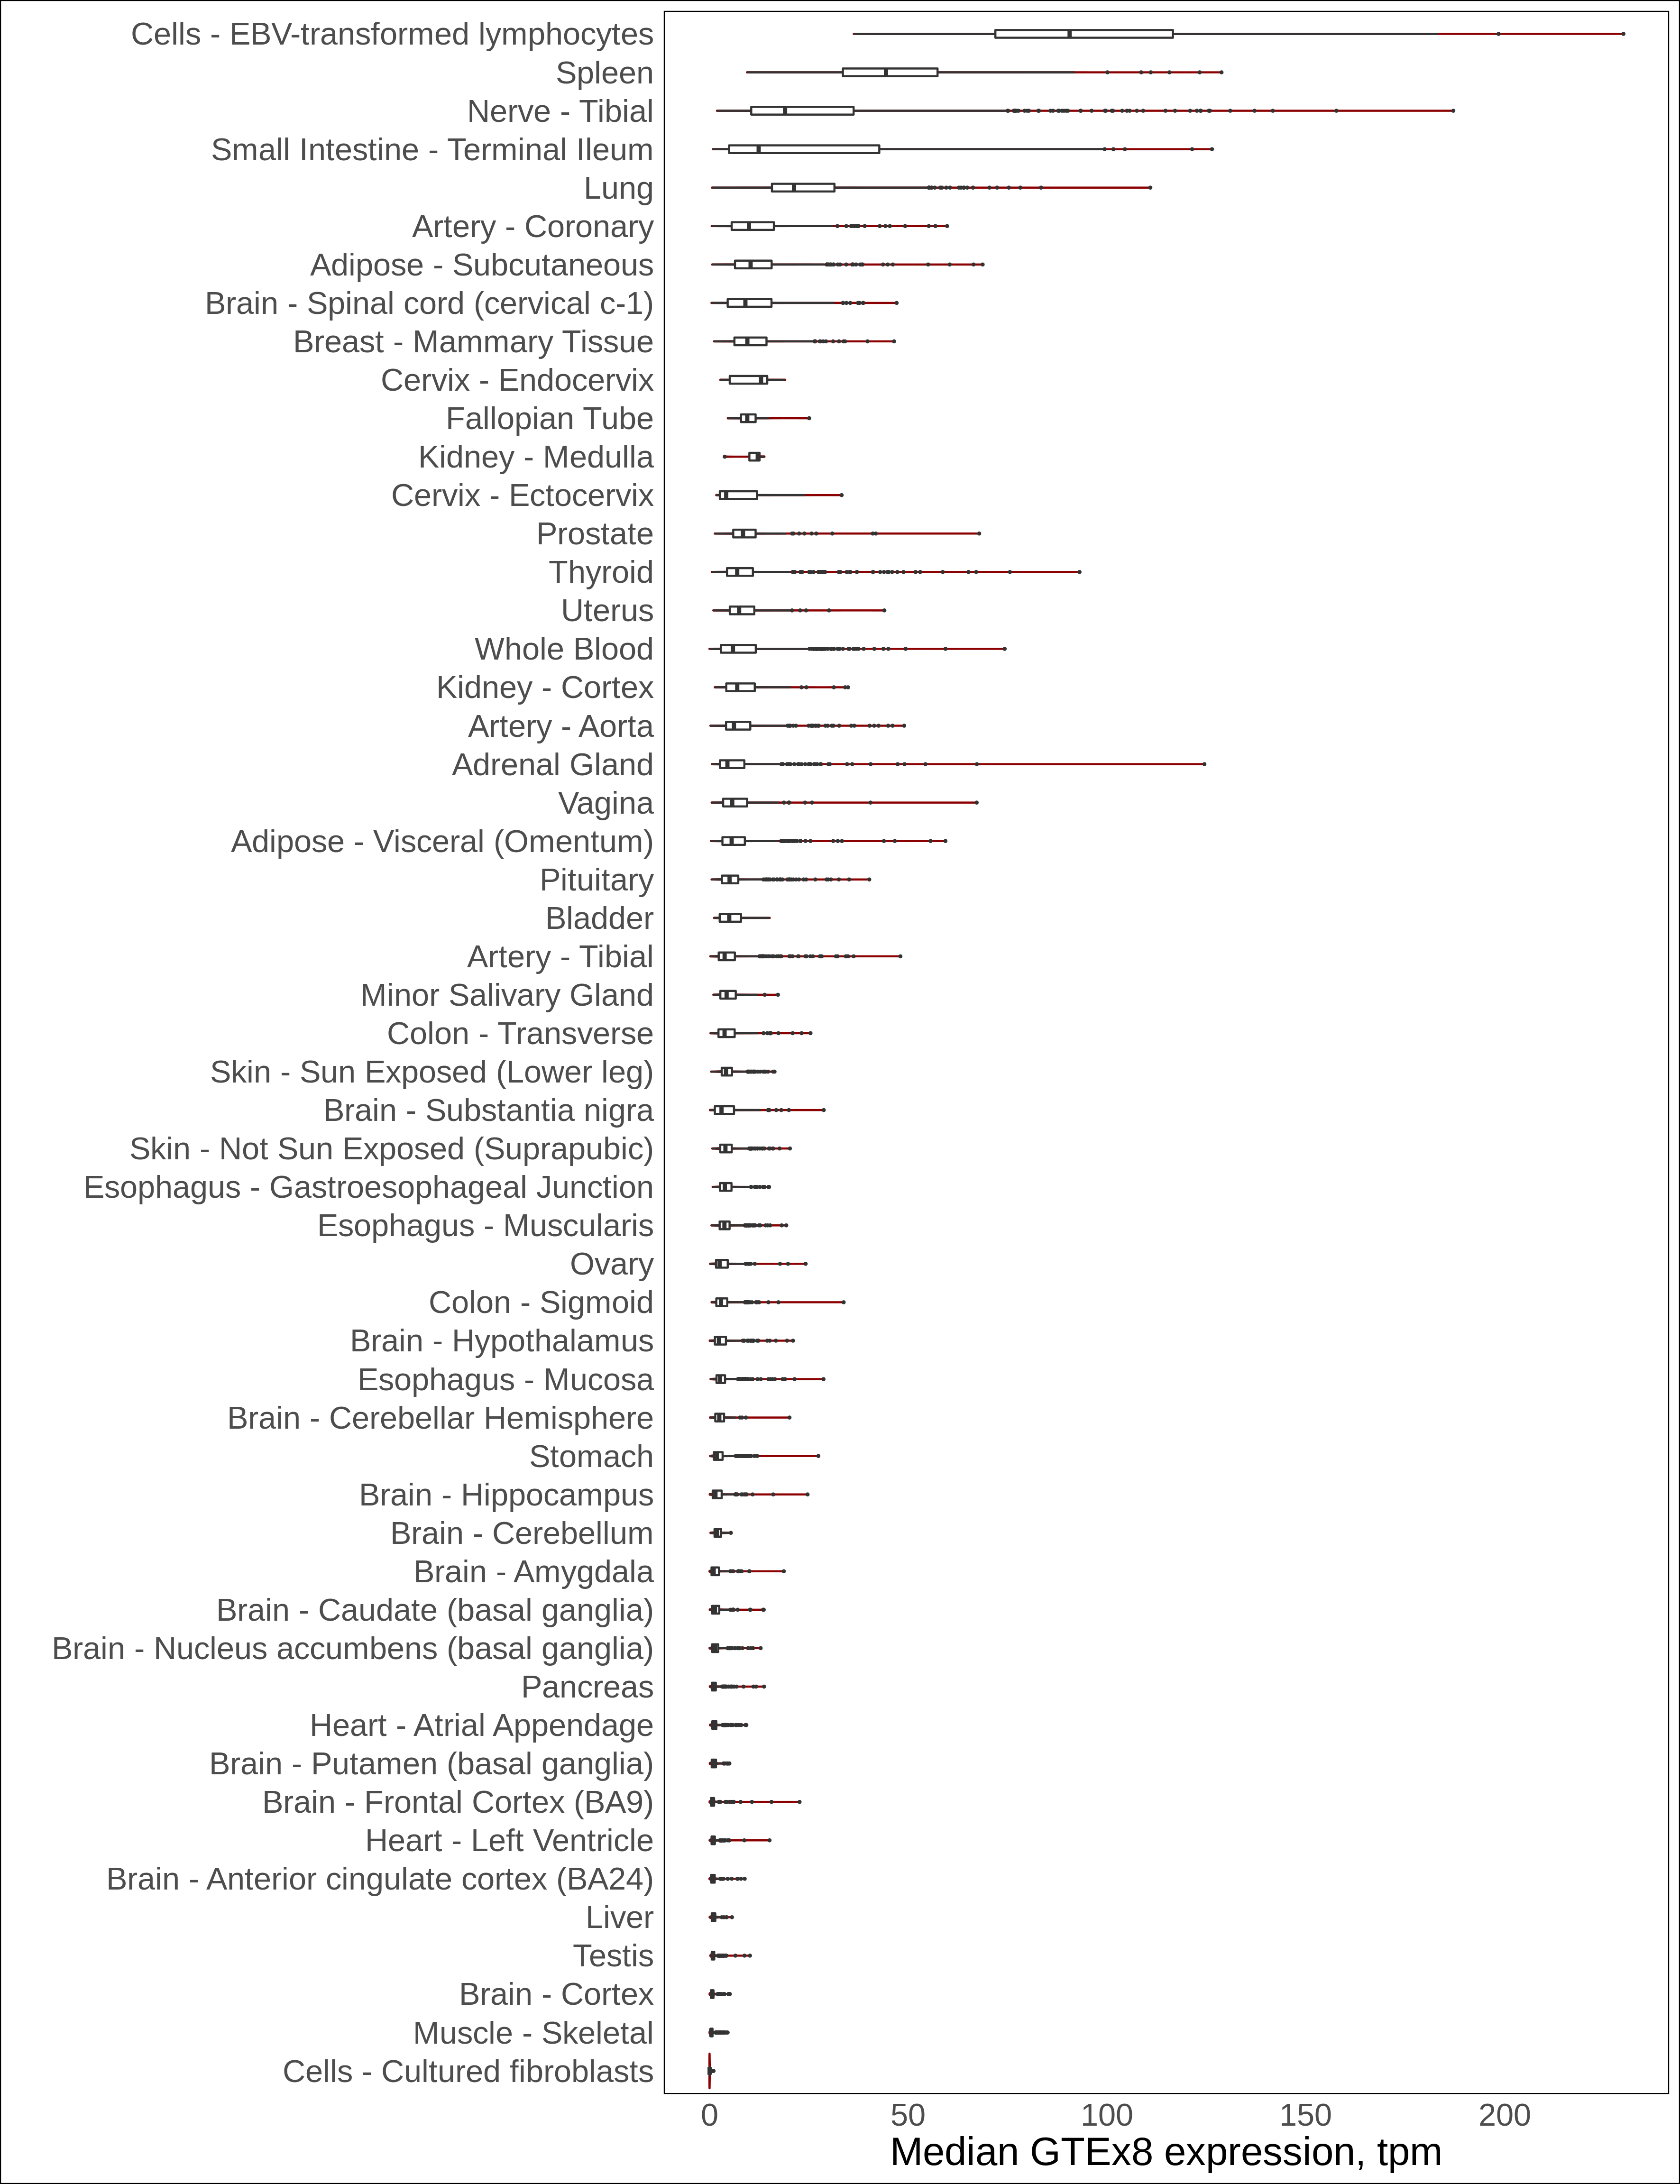 Cells - EBV-transformed lymphocytes
Spleen
Nerve - Tibial
Small Intestine - Terminal Ileum
Lung
Artery - Coronary
Adipose - Subcutaneous
Brain - Spinal cord (cervical c-1)
Breast - Mammary Tissue
Cervix - Endocervix
Fallopian Tube
Kidney - Medulla
Cervix - Ectocervix
Prostate
Thyroid
Uterus
Whole Blood
Kidney - Cortex
Artery - Aorta
Adrenal Gland
Vagina
Adipose - Visceral (Omentum)
Pituitary
Bladder
Artery - Tibial
Minor Salivary Gland
Colon - Transverse
Skin - Sun Exposed (Lower leg)
Brain - Substantia nigra
Skin - Not Sun Exposed (Suprapubic)
Esophagus - Gastroesophageal Junction
Esophagus - Muscularis
Ovary
Colon - Sigmoid
Brain - Hypothalamus
Esophagus - Mucosa
Brain - Cerebellar Hemisphere
Stomach
Brain - Hippocampus
Brain - Cerebellum
Brain - Amygdala
Brain - Caudate (basal ganglia)
Brain - Nucleus accumbens (basal ganglia)
Pancreas
Heart - Atrial Appendage
Brain - Putamen (basal ganglia)
Brain - Frontal Cortex (BA9)
Heart - Left Ventricle
Brain - Anterior cingulate cortex (BA24)
Liver
Testis
Brain - Cortex
Muscle - Skeletal
Cells - Cultured fibroblasts
0 50 100 150 200
Median GTEx8 expression, tpm